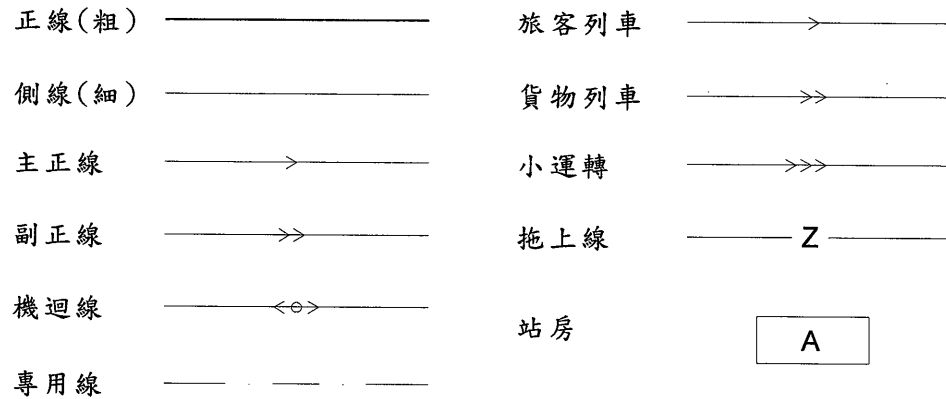 正線(粗)
側線(細)
主正線
副正線
機迴線
專用線
旅客列車
貨物列車
小運轉
拖上線 Z
站房 A